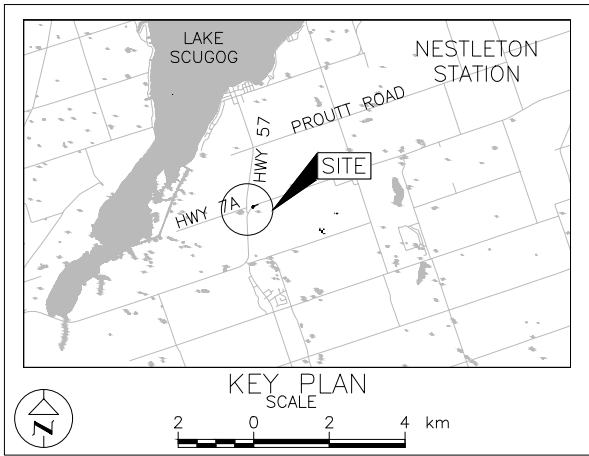 LAKE
SCUGOG
NESTLETON
STATION
PROUTT ROAD
HWY 57
SITE
HWY 7A
KEY PLAN
SCALE
2 0 2 4 km
N